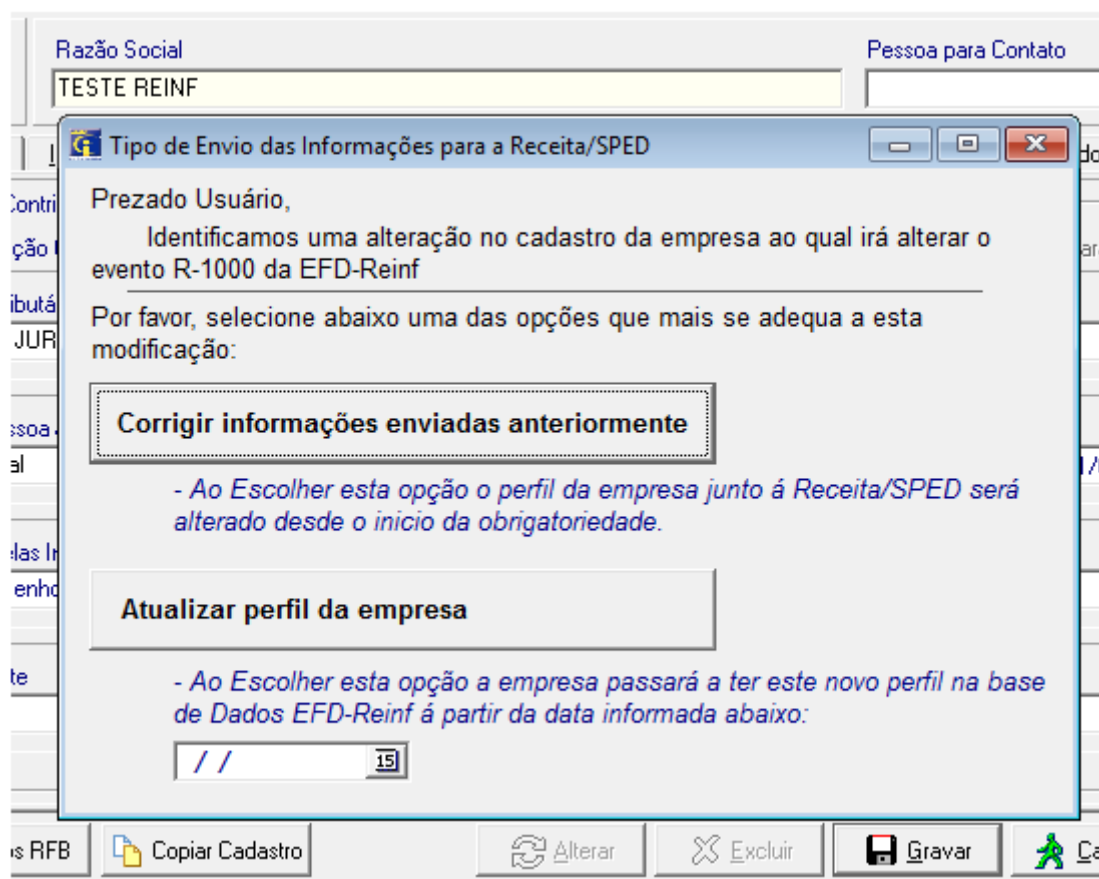 Razão Social
Pessoa para Contato
TESTE REINF
Tipo de Envio das Informações para a Receita/SPED
Prezado Usuário,
Identificamos uma alteração no cadastro da empresa ao qual irá alterar o
evento R-1000 da EFD-Reinf
Por favor, selecione abaixo uma das opções que mais se adequa a esta
modificação:
JUR
Corrigir informações enviadas anteriormente
- Ao Escolher esta opção o perfil da empresa junto á Receita/SPED será
alterado desde o inicio da obrigatoriedade.
Atualizar perfil da empresa
- Ao Escolher esta opção a empresa passará a ter este novo perfil na base
de Dados EFD-Reinf á partir da data informada abaixo:
/ /
15
RFB
Copiar Cadastro
Alterar
Excluir
Gravar